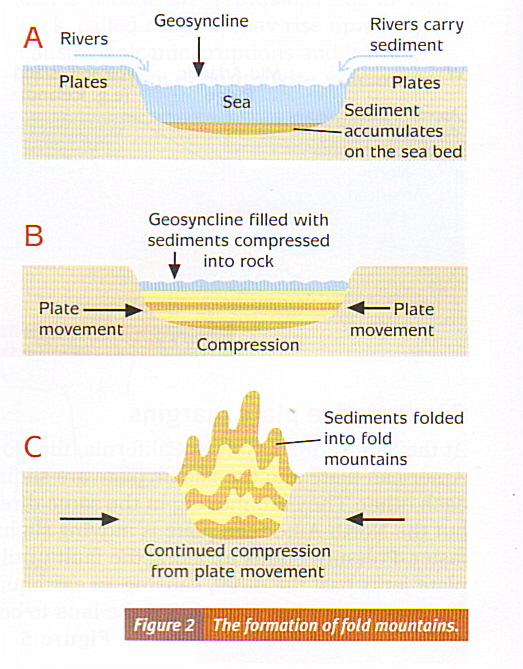 A
Geosyncline
Rivers
Rivers carry
sediment
Plates
Plates
Sea
Sediment
accumulates
on the sea bed
B
Geosyncline filled with
sediments compressed
into rock
Plate
movement
Plate
movement
Compression
C
Sediments folded
into fold
mountains
Continued compression
from plate movement
Figure 2 The formation of fold mountains.